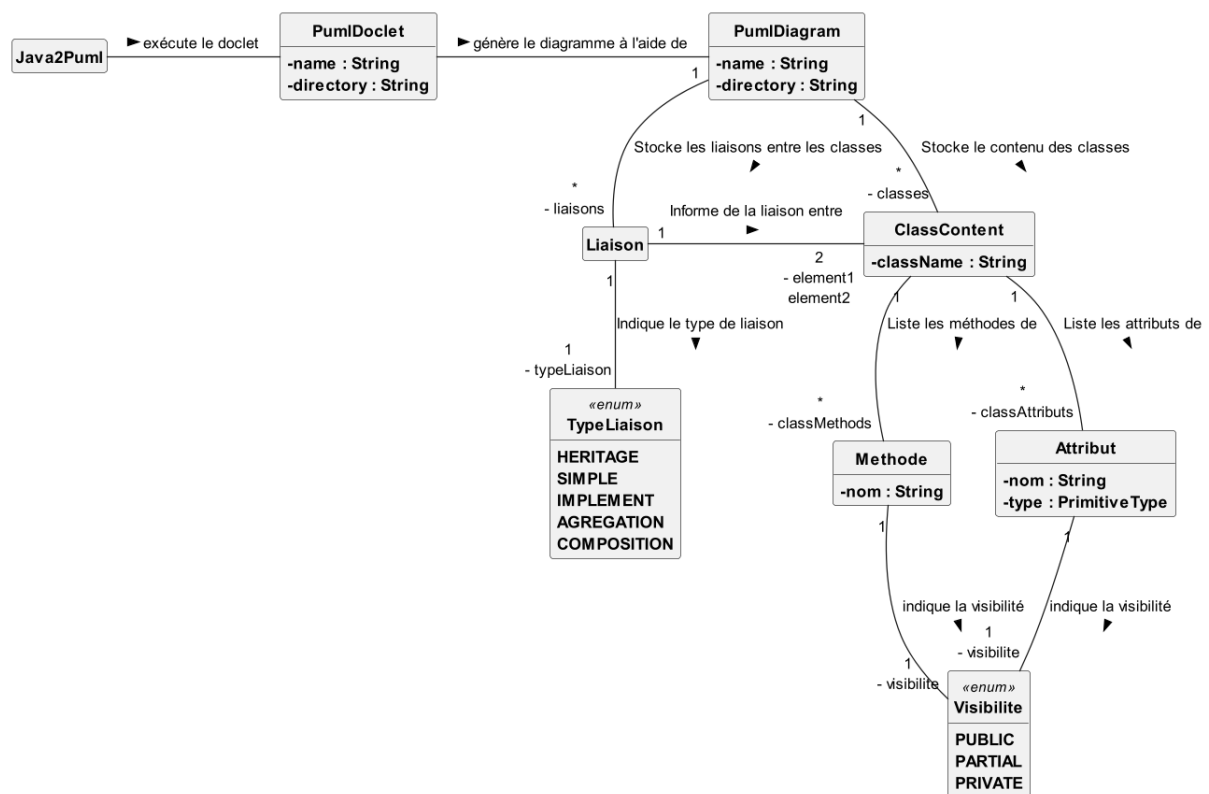 Java2Puml
exécute le doclet
PumlDoclet
-name : String
-directory : String
génère le diagramme à l'aide de
PumlDiagram
-name : String
-directory : String
1
1
Stocke les liaisons entre les classes
Stocke le contenu des classes
*
- liaisons
*
- classes
Liaison
1
Informe de la liaison entre
2
- element1
element2
ClassContent
-className : String
1
Indique le type de liaison
1
- typeLiaison
1
1
Liste les méthodes de
Liste les attributs de
*
- classMethods
*
- classAttributs
«enum»
TypeLiaison
HERITAGE
SIMPLE
IMPLEMENT
AGREGATION
COMPOSITION
Methode
-nom : String
Attribut
-nom : String
-type : PrimitiveType
1
1
indique la visibilité
indique la visibilité
1
- visibilite
1
- visibilite
«enum»
Visibilite
PUBLIC
PARTIAL
PRIVATE